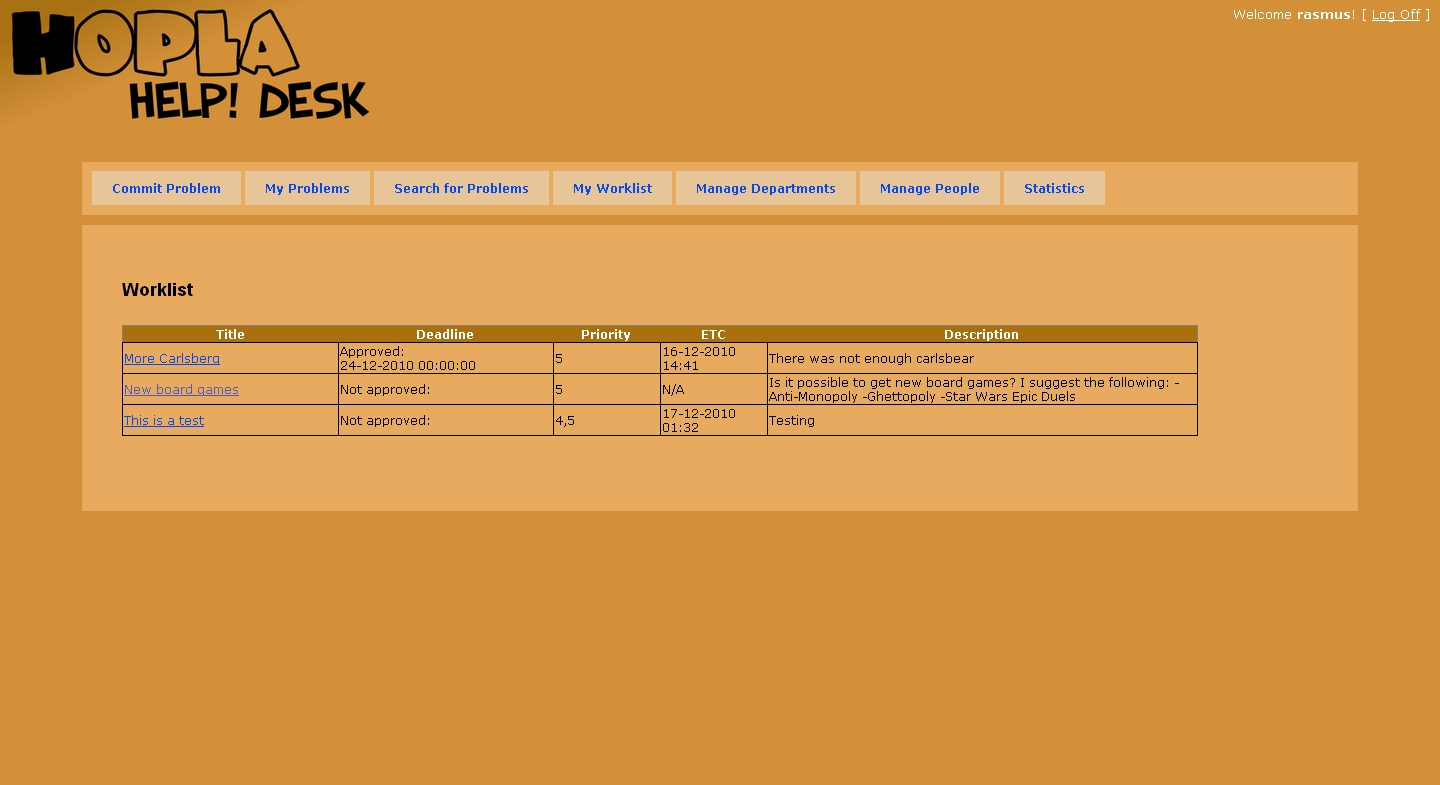 HOPLA
HELP! DESK
Welcome rasmus! [ Log Off ]
Commit Problem My Problems Search for Problems My Worklist Manage Departments Manage People Statistics
Worklist
Title Deadline Priority ETC Description
More Carlsberg
Approved:
24-12-2010 00:00:00
5
16-12-2010
14:41
There was not enough carlsbear
New board games
Not approved:
5
N/A
Is it possible to get new board games? I suggest the following: -
Anti-Monopoly -Ghettopoly -Star Wars Epic Duels
This is a test
Not approved:
4,5
17-12-2010
01:32
Testing